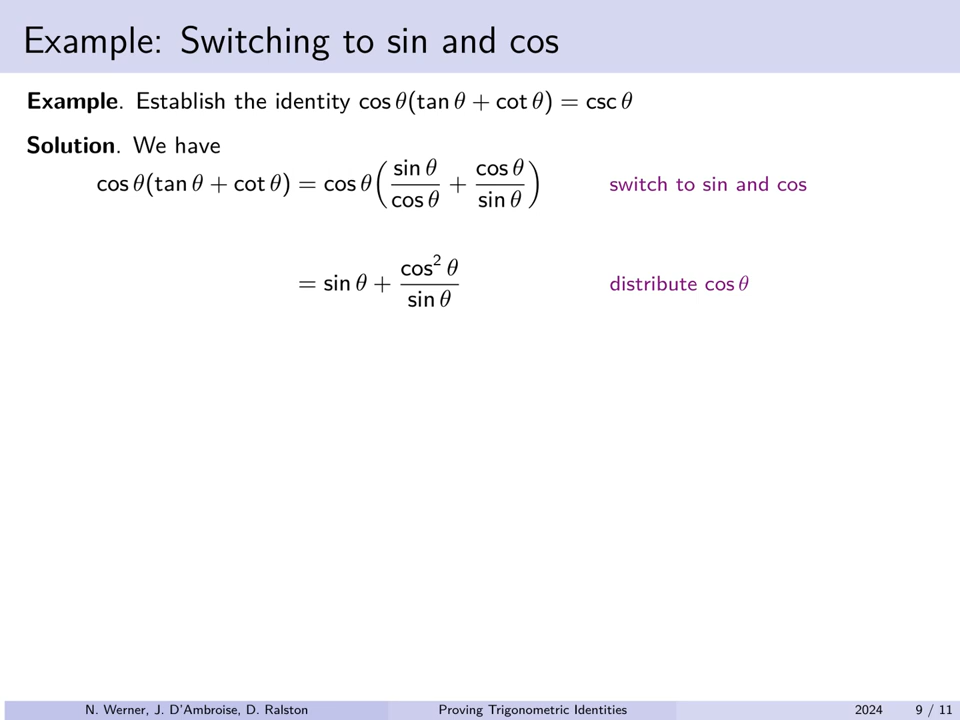 Example: Switching to sin and cos
Example. Establish the identity cos θ(tan θ + cot θ) = csc θ
Solution. We have
cos θ(tan θ + cot θ) = cos θ(sin θ/cos θ + cos θ/sin θ) switch to sin and cos
= sin θ + cos² θ/sin θ distribute cos θ
N. Werner, J. D'Ambroise, D. Ralston Proving Trigonometric Identities 2024 9 / 11